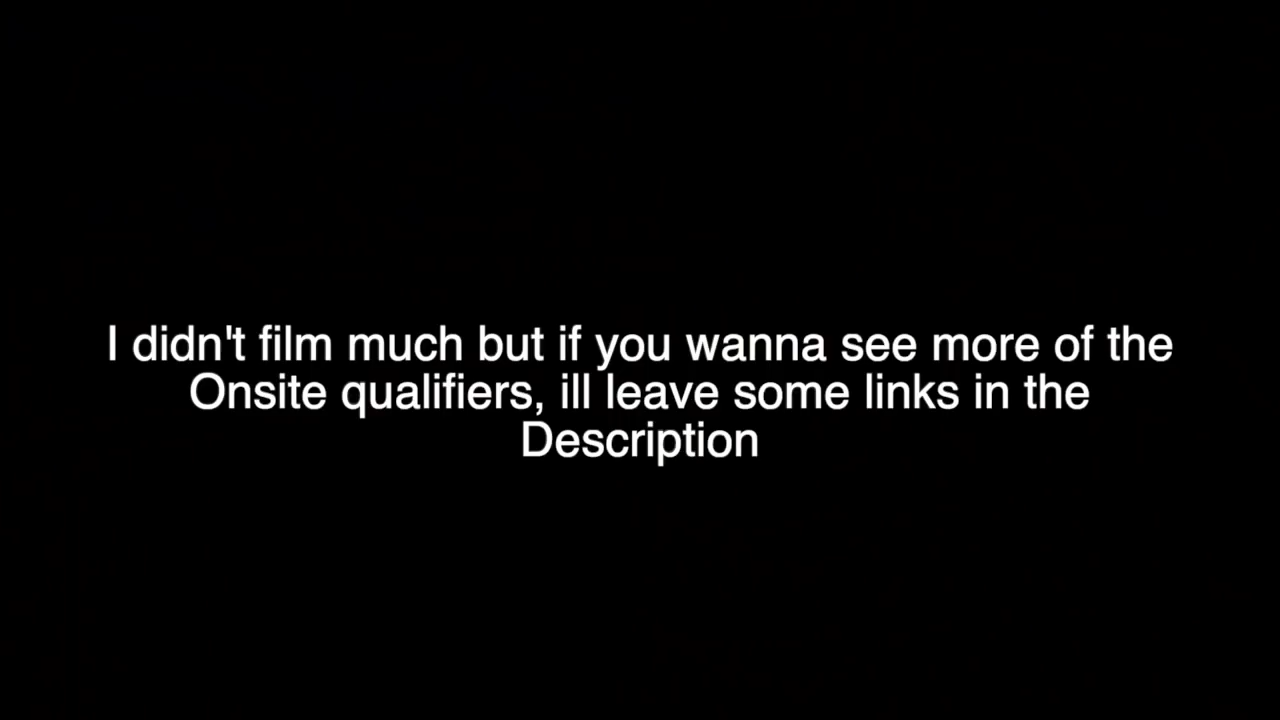 I didn't film much but if you wanna see more of the
Onsite qualifiers, ill leave some links in the
Description